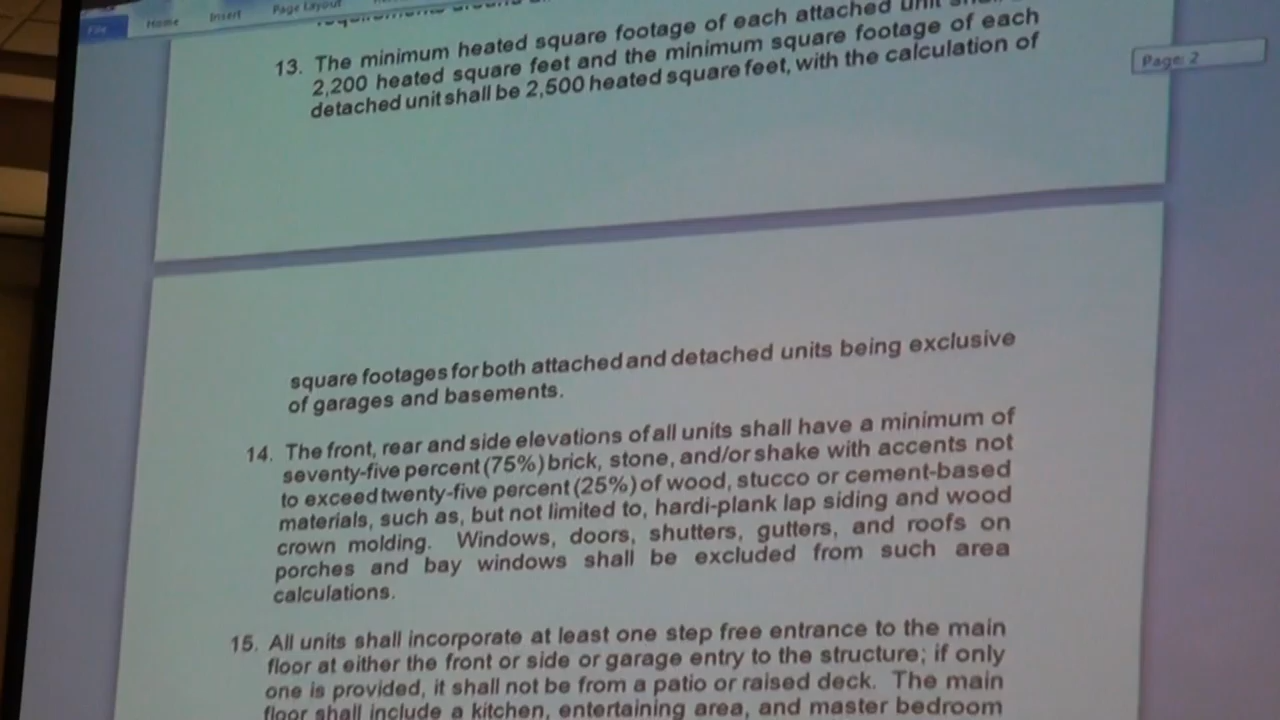 File Home Insert Page Layout
13. The minimum heated square footage of each attached unit
2,200 heated square feet and the minimum square footage of each
detached unit shall be 2,500 heated square feet, with the calculation of
Page: 2
square footages for both attached and detached units being exclusive
of garages and basements.
14. The front, rear and side elevations of all units shall have a minimum of
seventy-five percent (75%) brick, stone, and/or shake with accents not
to exceed twenty-five percent (25%) of wood, stucco or cement-based
materials, such as, but not limited to, hardi-plank lap siding and wood
crown molding. Windows, doors, shutters, gutters, and roofs on
porches and bay windows shall be excluded from such area
calculations.
15. All units shall incorporate at least one step free entrance to the main
floor at either the front or side or garage entry to the structure; if only
one is provided, it shall not be from a patio or raised deck. The main
floor shall include a kitchen, entertaining area, and master bedroom